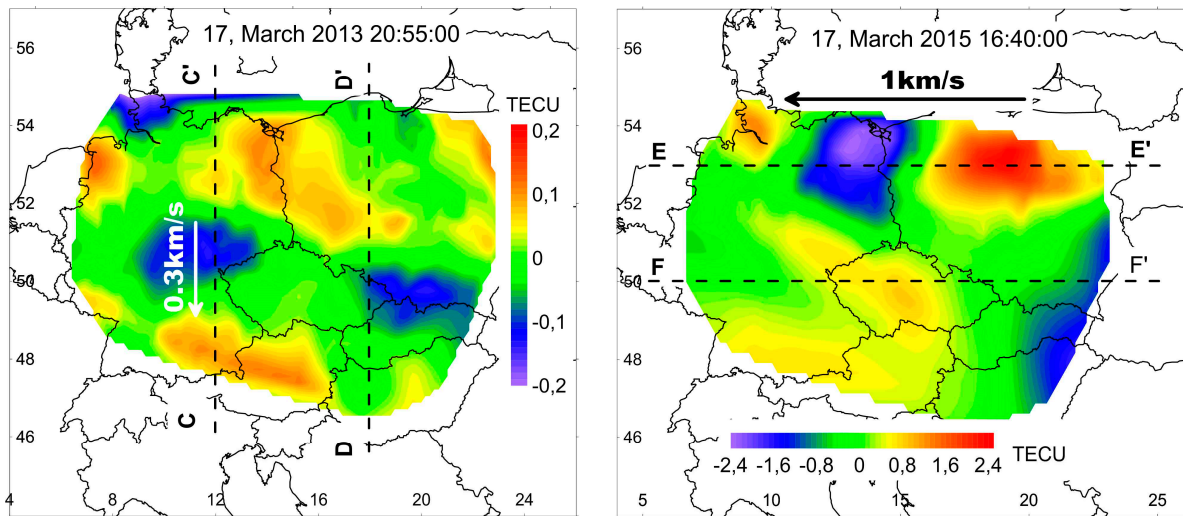 17, March 2013 20:55:00
C'
D'
TECU
0,2
0,1
0
-0,1
-0,2
0.3km/s
C
D
56
54
52
50
48
46
4
8
12
16
20
24
17, March 2015 16:40:00
1km/s
E
E'
F
F'
56
54
52
50
48
46
-2,4
-1,6
-0,8
0
0,8
1,6
2,4
TECU
5
10
15
20
25